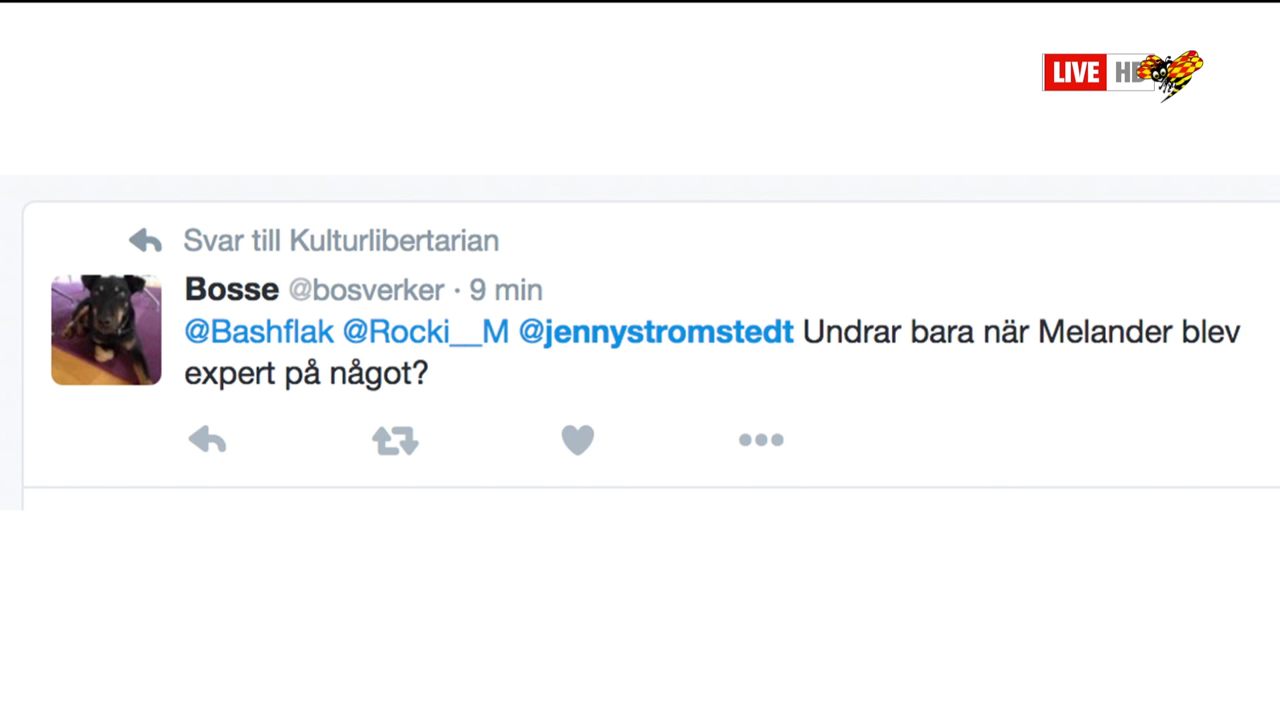 LIVE HD
Svar till Kulturlibertarian
Bosse @bosverker · 9 min
@Bashflak @Rocki__M @jennystromstedt Undrar bara när Melander blev
expert på något?